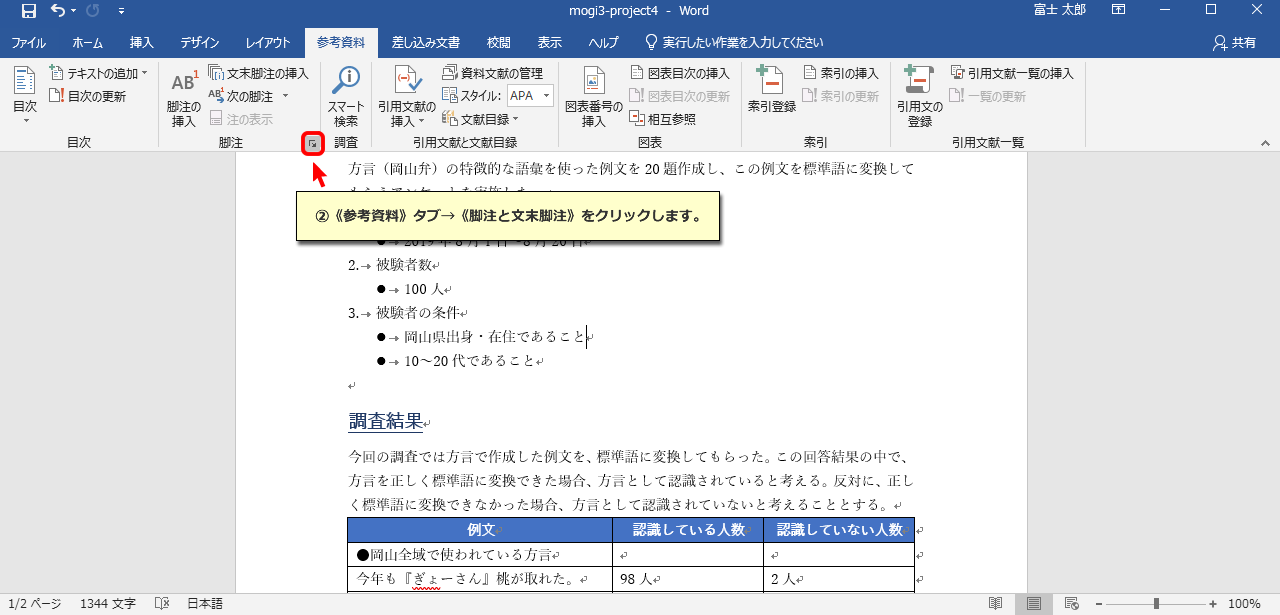 mogi3-project4 - Word
富士 太郎
ファイル ホーム 挿入 デザイン レイアウト 参考資料 差し込み文書 校閲 表示 ヘルプ 実行したい作業を入力してください 共有
目次
テキストの追加
目次の更新
目次
AB1
脚注の
挿入
文末脚注の挿入
AB1 次の脚注
注の表示
脚注
スマート
検索
調査
引用文献の
挿入
資料文献の管理
スタイル: APA
文献目録
引用文献と文献目録
図表番号の
挿入
図表目次の挿入
図表目次の更新
相互参照
図表
索引登録
索引の挿入
索引の更新
索引
引用文の
登録
引用文献一覧の挿入
一覧の更新
引用文献一覧
方言（岡山弁）の特徴的な語彙を使った例文を 20 題作成し、この例文を標準語に変換して
②《参考資料》タブ→《脚注と文末脚注》をクリックします。
2. 被験者数
● 100 人
3. 被験者の条件
● 岡山県出身・在住であること
● 10～20 代であること
調査結果
今回の調査では方言で作成した例文を、標準語に変換してもらった。この回答結果の中で、
方言を正しく標準語に変換できた場合、方言として認識されていると考える。反対に、正し
く標準語に変換できなかった場合、方言として認識されていないと考えることとする。
例文 認識している人数 認識していない人数
●岡山全域で使われている方言
今年も『ぎょーさん』桃が取れた。 98 人 2 人
1/2 ページ 1344 文字 日本語 100%